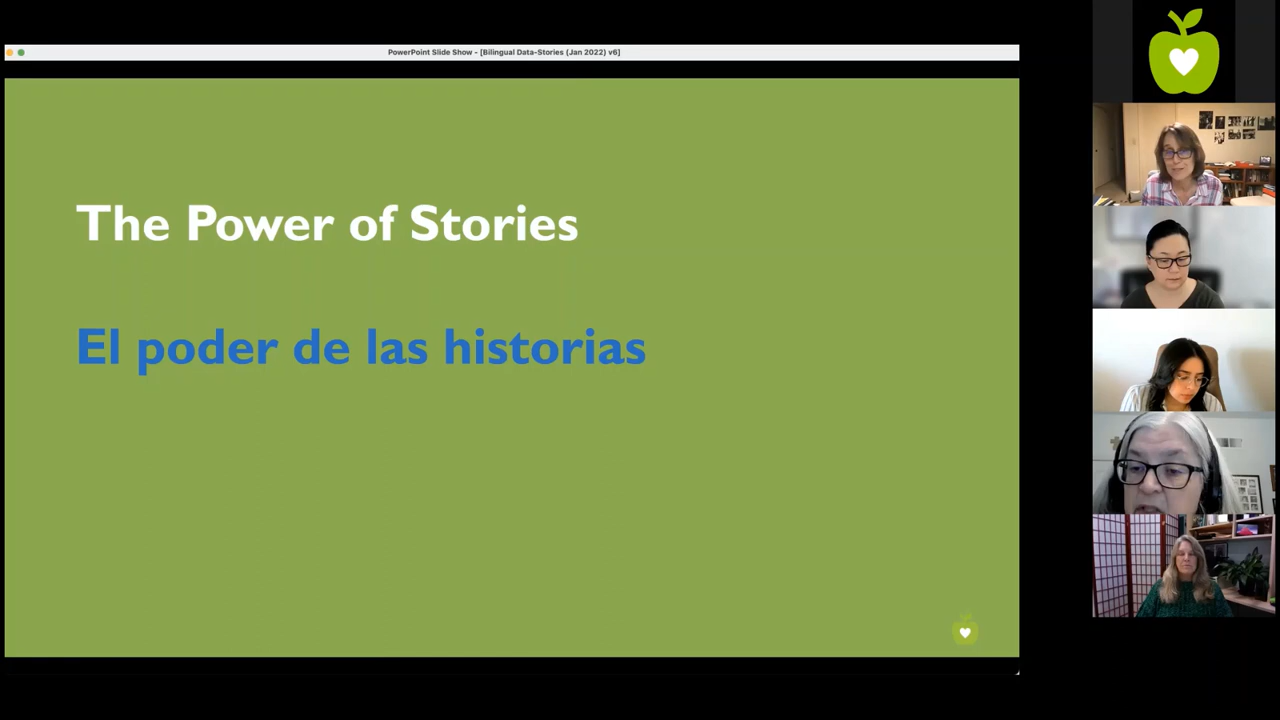 PowerPoint Slide Show - [Bilingual Data-Stories (Jan 2022) v6]
The Power of Stories
El poder de las historias